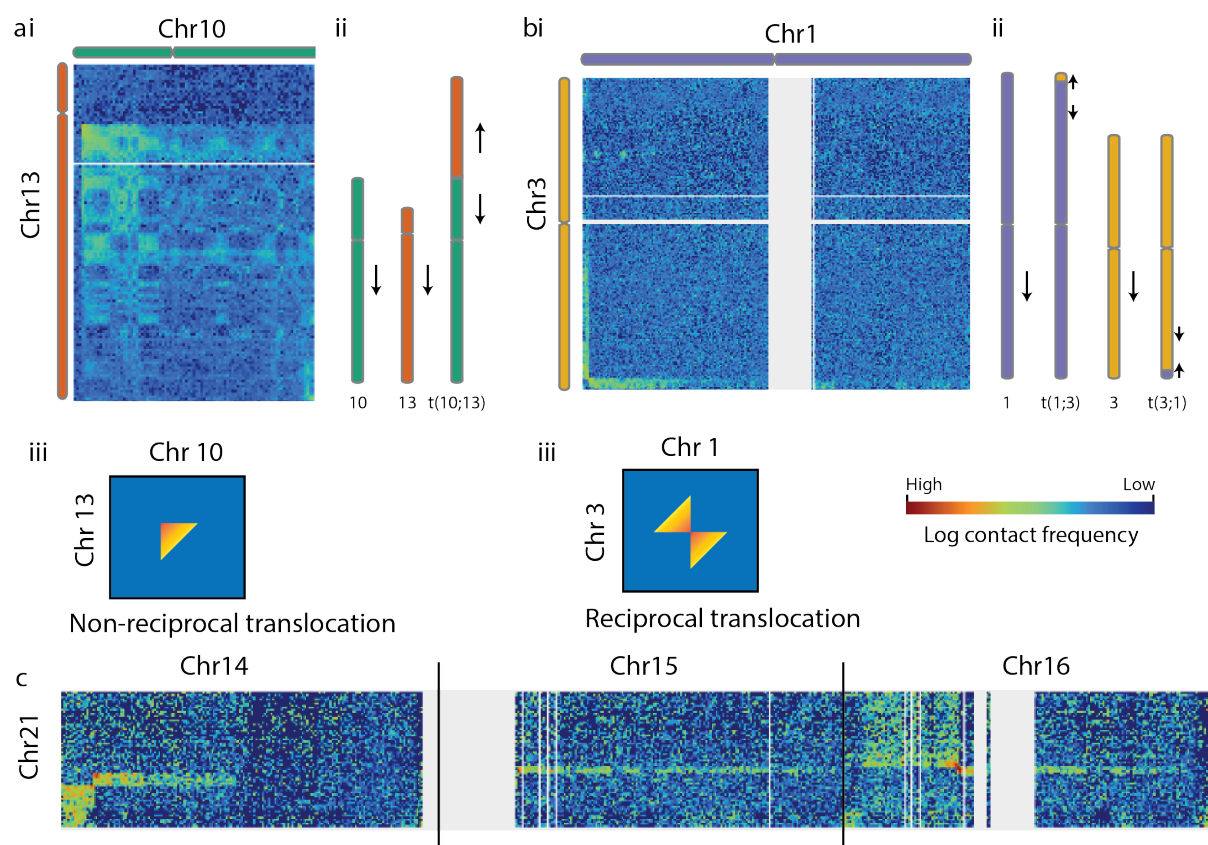 a i
Chr10
ii
b i
Chr1
ii
Chr13
Chr3
10
13
t(10;13)
1
t(1;3)
3
t(3;1)
iii
Chr 10
iii
Chr 1
Chr 13
Chr 3
High
Low
Log contact frequency
Non-reciprocal translocation
Reciprocal translocation
c
Chr14
Chr15
Chr16
Chr21